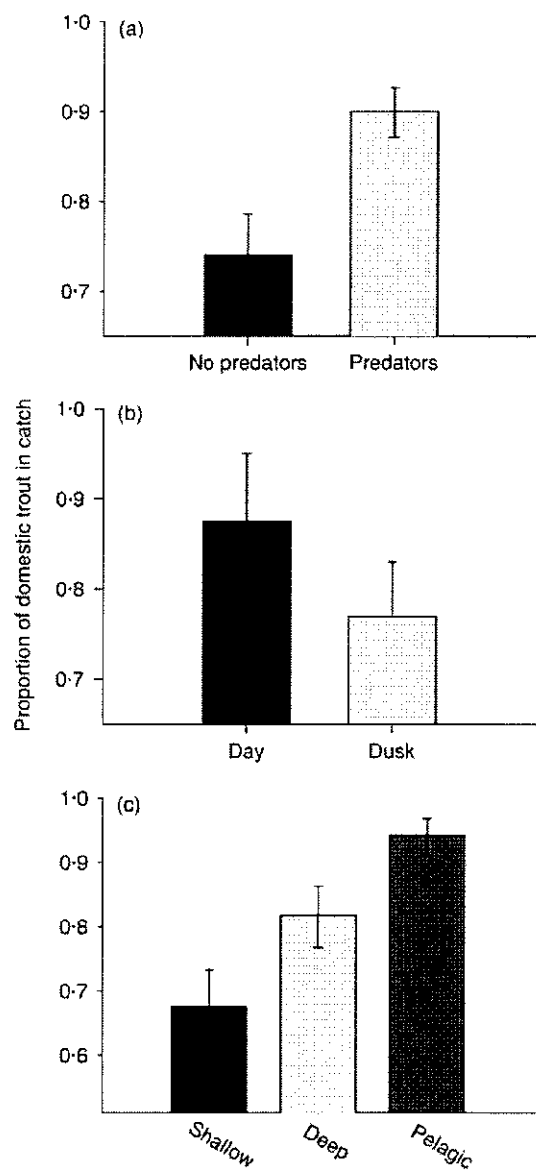 Proportion of domestic trout in catch
(a)
1·0
0·9
0·8
0·7
No predators Predators
(b)
1·0
0·9
0·8
0·7
Day Dusk
(c)
1·0
0·9
0·8
0·7
0·6
Shallow Deep Pelagic